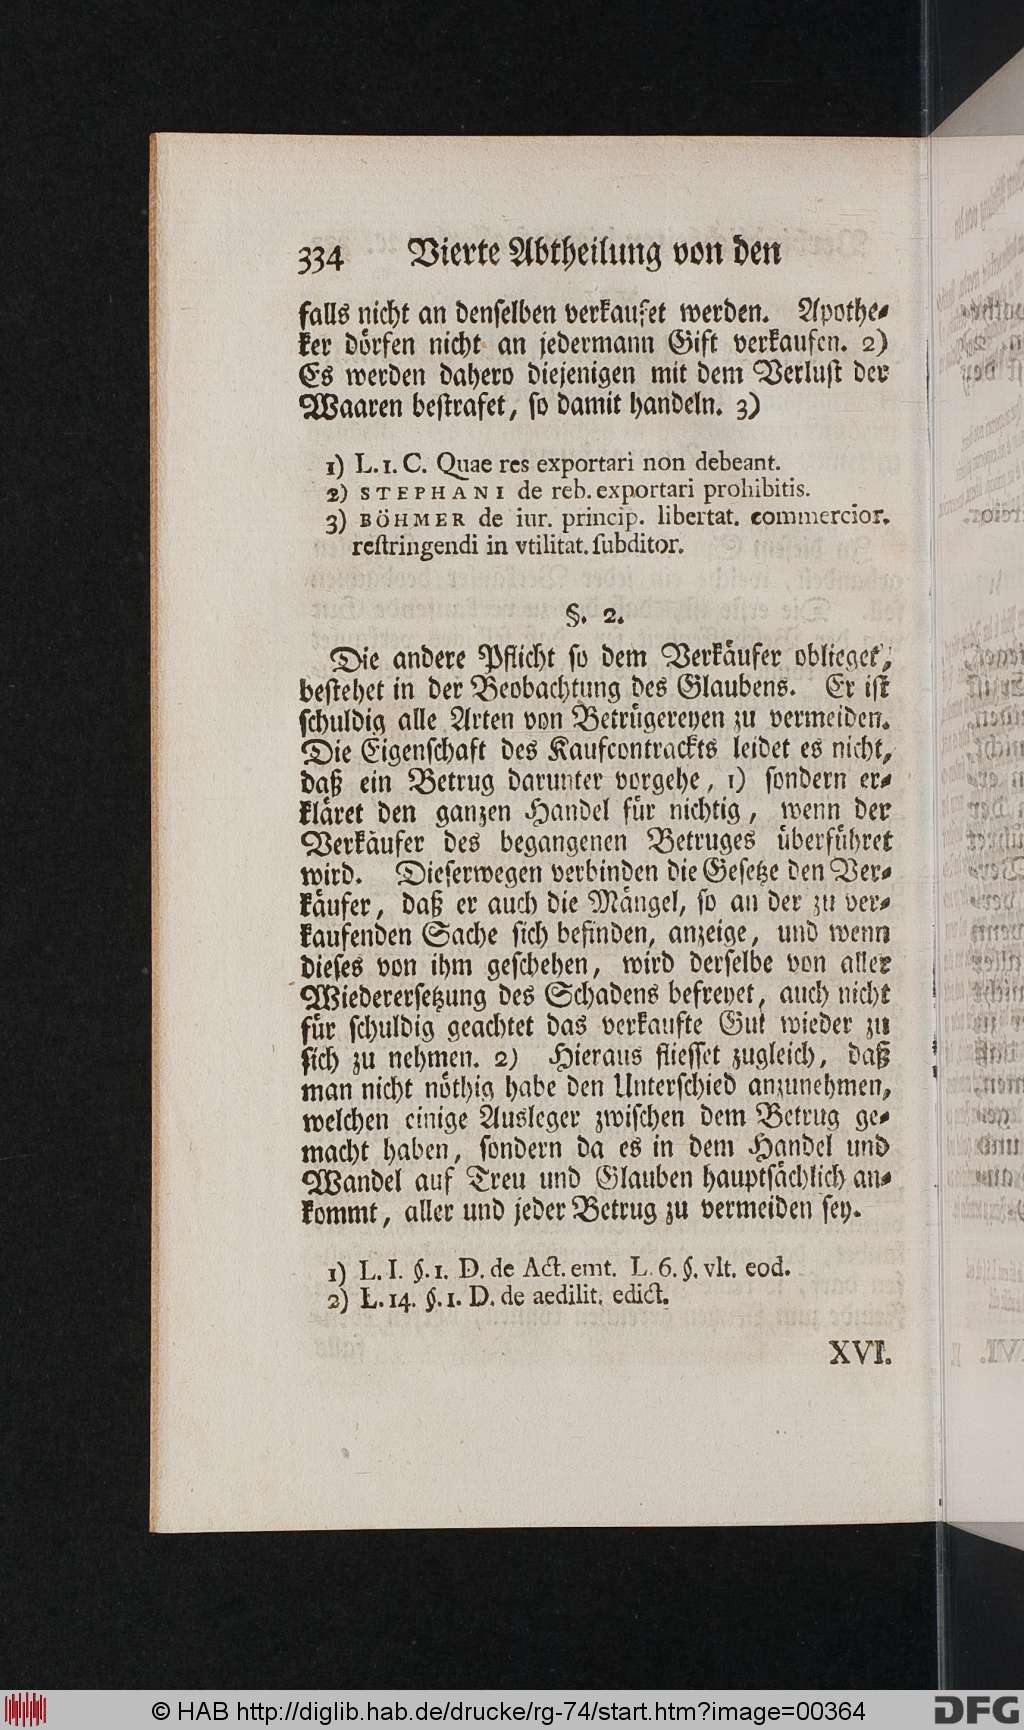 334 Vierte Abtheilung von den
falls nicht an denselben verkaufet werden. Apothe-
ker dörfen nicht an jedermann Gift verkaufen. 2)
Es werden dahero diejenigen mit dem Verlust der
Waaren bestrafet, so damit handeln. 3)
1) L. 1. C. Quae res exportari non debeant.
2) STEPHANI de reb. exportari prohibitis.
3) BÖHMER de iur. princip. libertat. commercior.
restringendi in vtilitat. subditor.
§. 2.
Die andere Pflicht so dem Verkäufer oblieget,
bestehet in der Beobachtung des Glaubens. Er ist
schuldig alle Arten von Betrügereyen zu vermeiden.
Die Eigenschaft des Kaufcontrackts leidet es nicht,
daß ein Betrug darunter vorgehe, 1) sondern er-
kläret den ganzen Handel für nichtig, wenn der
Verkäufer des begangenen Betruges überführet
wird. Dieserwegen verbinden die Gesetze den Ver-
käufer, daß er auch die Mängel, so an der zu ver-
kaufenden Sache sich befinden, anzeige, und wenn
dieses von ihm geschehen, wird derselbe von aller
Wiederersetzung des Schadens befreyet, auch nicht
für schuldig geachtet das verkaufte Gut wieder zu
sich zu nehmen. 2) Hieraus fliesset zugleich, daß
man nicht nöthig habe den Unterschied anzunehmen,
welchen einige Ausleger zwischen dem Betrug ge-
macht haben, sondern da es in dem Handel und
Wandel auf Treu und Glauben hauptsächlich an-
kommt, aller und jeder Betrug zu vermeiden sey.
1) L. I. §. 1. D. de Act. emt. L. 6. §. vlt. eod.
2) L. 14. §. 1. D. de aedilit. edict.
XVI.
© HAB http://diglib.hab.de/drucke/rg-74/start.htm?image=00364
DFG